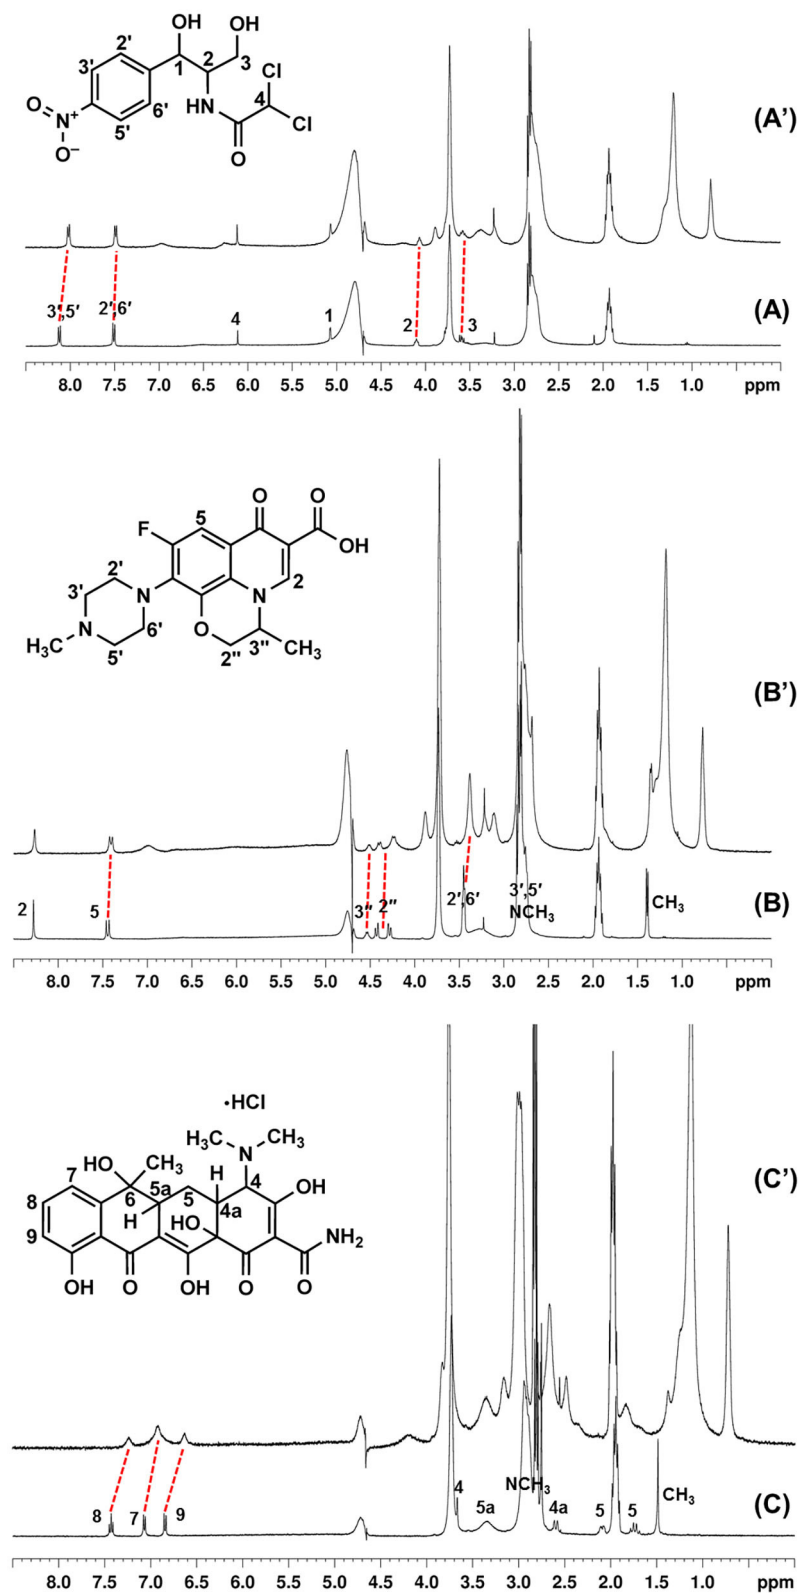 OH
OH
2'
3'
2
1
3
Cl
O
N+
O−
6'
5'
HN
4
Cl
O
(A')
3′,5′
2′,6′
4
1
2
3
(A)
8.0 7.5 7.0 6.5 6.0 5.5 5.0 4.5 4.0 3.5 3.0 2.5 2.0 1.5 1.0 ppm
O
O
F
5
OH
2'
3'
N
N
2
N
6'
O
H3C
5'
2''
3''
CH3
(B')
2
5
3″
2″
2′,6′
3′,5′
NCH3
CH3
(B)
8.0 7.5 7.0 6.5 6.0 5.5 5.0 4.5 4.0 3.5 3.0 2.5 2.0 1.5 1.0 ppm
•HCl
H3C
CH3
N
HO
CH3
7
5a
H
4
8
6
5
OH
4a
9
H
HO
NH2
OH
O
OH
O
O
(C')
8
7
9
4
5a
NCH3
4a
5
5
CH3
(C)
8.0 7.0 6.5 6.0 5.5 5.0 4.5 4.0 3.5 3.0 2.5 2.0 1.5 1.0 ppm